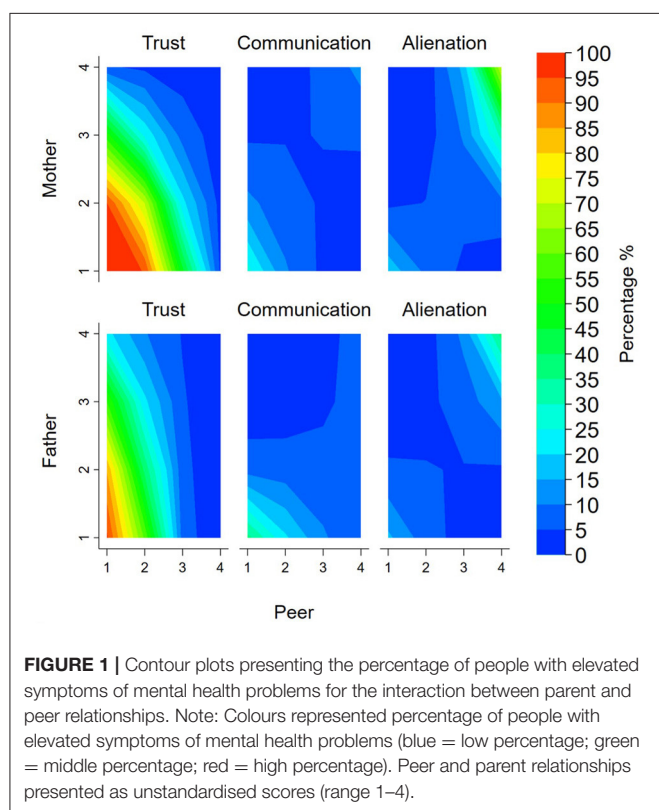 Trust Communication Alienation
Mother
4
3
2
1
Trust Communication Alienation
Father
4
3
2
1
1 2 3 4 1 2 3 4 1 2 3 4
Peer
100
95
90
85
80
75
70
65
60
55
50
45
40
35
30
25
20
15
10
5
0
Percentage %
FIGURE 1 | Contour plots presenting the percentage of people with elevated
symptoms of mental health problems for the interaction between parent and
peer relationships. Note: Colours represented percentage of people with
elevated symptoms of mental health problems (blue = low percentage; green
= middle percentage; red = high percentage). Peer and parent relationships
presented as unstandardised scores (range 1–4).